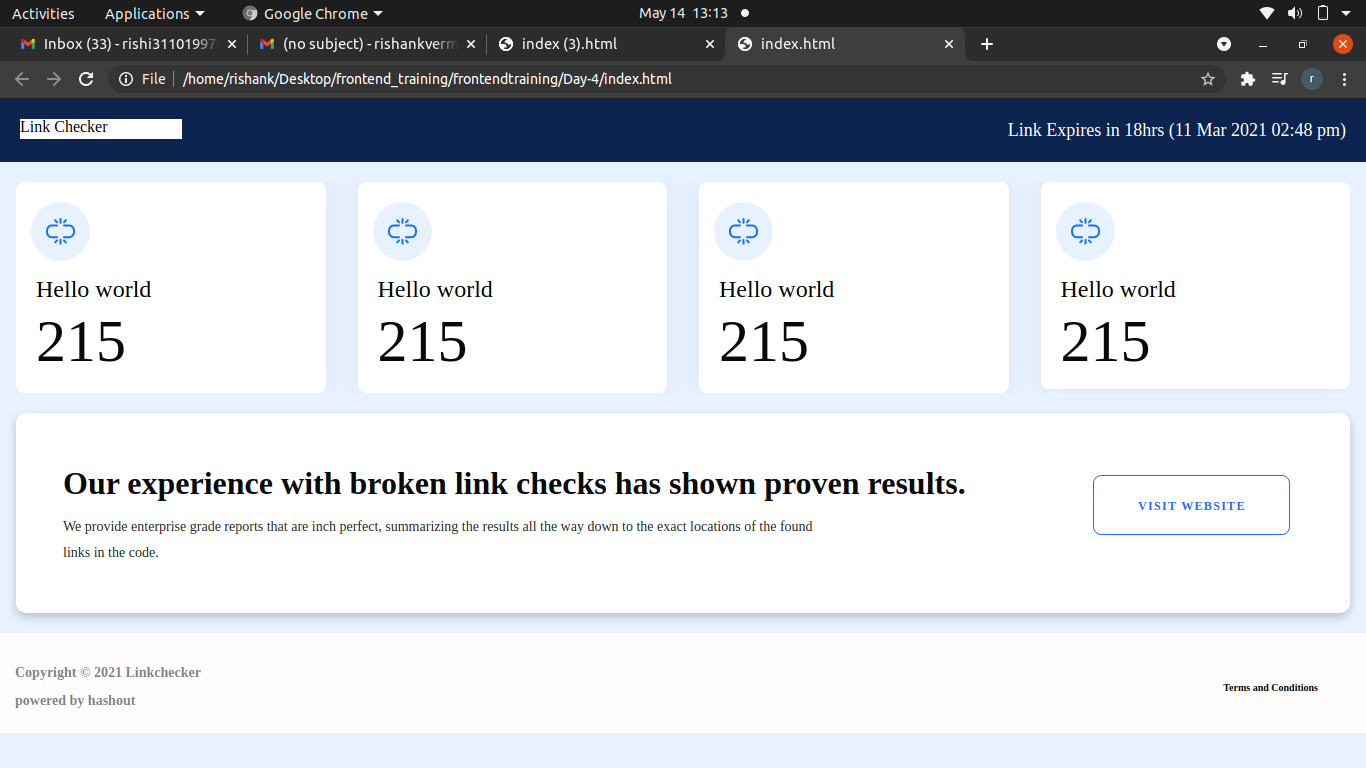 Activities Applications Google Chrome May 14 13:13
Inbox (33) - rishi31101997 (no subject) - rishankverm index (3).html index.html
File /home/rishank/Desktop/frontend_training/frontendtraining/Day-4/index.html r
Link Checker Link Expires in 18hrs (11 Mar 2021 02:48 pm)
Hello world Hello world Hello world Hello world
215 215 215 215
Our experience with broken link checks has shown proven results.
We provide enterprise grade reports that are inch perfect, summarizing the results all the way down to the exact locations of the found
links in the code.
VISIT WEBSITE
Copyright © 2021 Linkchecker
powered by hashout
Terms and Conditions